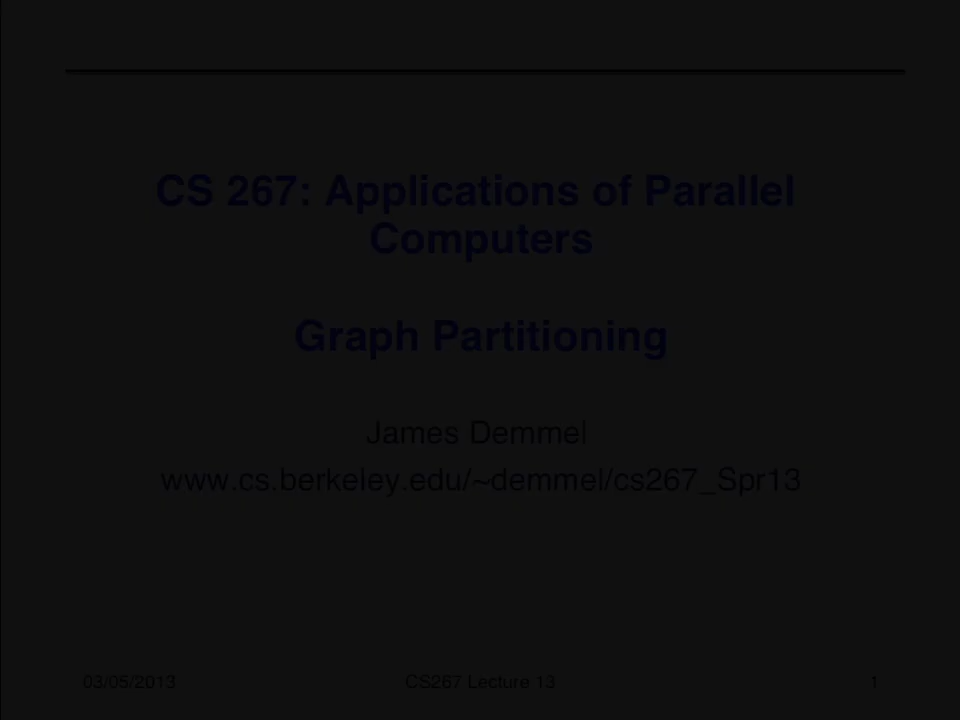 CS 267: Applications of Parallel
Computers
Graph Partitioning
James Demmel
www.cs.berkeley.edu/~demmel/cs267_Spr13
03/05/2013
CS267 Lecture 13
1